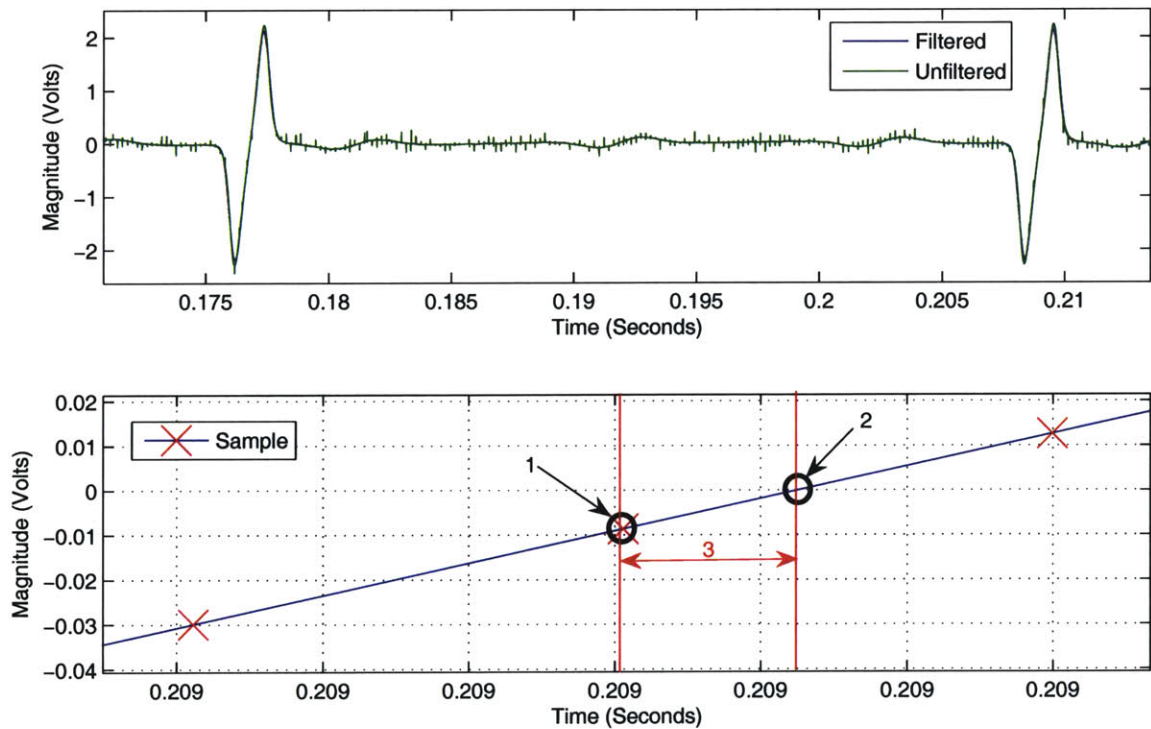 Magnitude (Volts)
2
1
0
−1
−2
Filtered
Unfiltered
0.175 0.18 0.185 0.19 0.195 0.2 0.205 0.21
Time (Seconds)
Magnitude (Volts)
0.02
0.01
0
−0.01
−0.02
−0.03
−0.04
Sample
1
2
3
0.209 0.209 0.209 0.209 0.209 0.209 0.209
Time (Seconds)